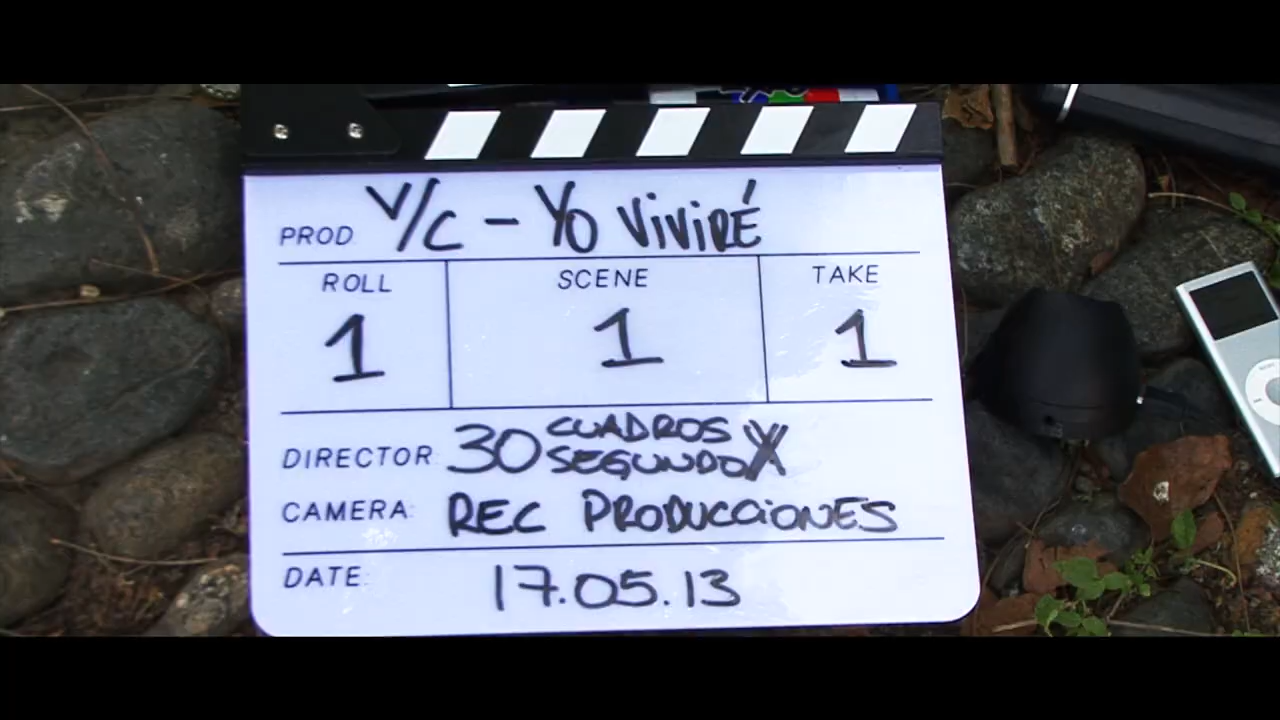 PROD. V/C - Yo ViViRÉ
ROLL SCENE TAKE
1 1 1
DIRECTOR: 30 CUADROS
SEGUNDO
CAMERA: REC PRODUCCiONES
DATE: 17.05.13